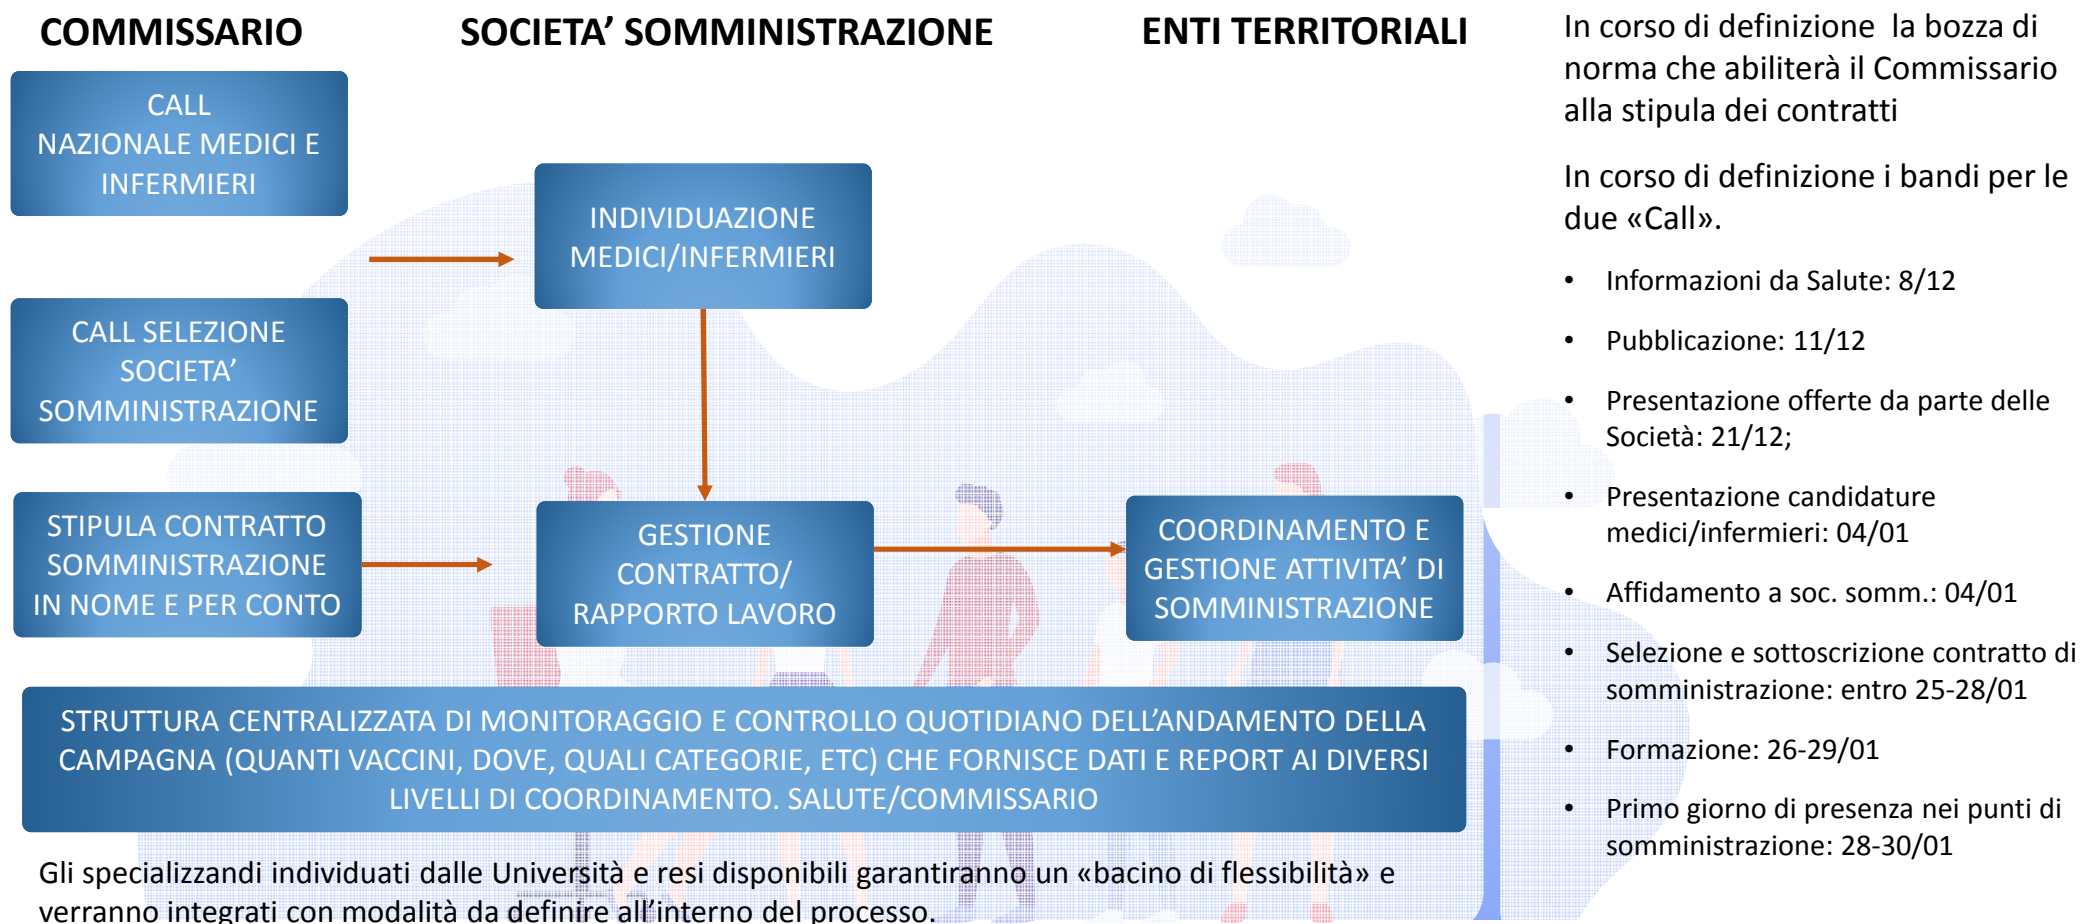 COMMISSARIO
SOCIETA’ SOMMINISTRAZIONE
ENTI TERRITORIALI
CALL
NAZIONALE MEDICI E
INFERMIERI
INDIVIDUAZIONE
MEDICI/INFERMIERI
CALL SELEZIONE
SOCIETA’
SOMMINISTRAZIONE
STIPULA CONTRATTO
SOMMINISTRAZIONE
IN NOME E PER CONTO
GESTIONE
CONTRATTO/
RAPPORTO LAVORO
COORDINAMENTO E
GESTIONE ATTIVITA’ DI
SOMMINISTRAZIONE
STRUTTURA CENTRALIZZATA DI MONITORAGGIO E CONTROLLO QUOTIDIANO DELL’ANDAMENTO DELLA
CAMPAGNA (QUANTI VACCINI, DOVE, QUALI CATEGORIE, ETC) CHE FORNISCE DATI E REPORT AI DIVERSI
LIVELLI DI COORDINAMENTO. SALUTE/COMMISSARIO
Gli specializzandi individuati dalle Università e resi disponibili garantiranno un «bacino di flessibilità» e
verranno integrati con modalità da definire all’interno del processo.
In corso di definizione la bozza di
norma che abiliterà il Commissario
alla stipula dei contratti
In corso di definizione i bandi per le
due «Call».
• Informazioni da Salute: 8/12
• Pubblicazione: 11/12
• Presentazione offerte da parte delle
Società: 21/12;
• Presentazione candidature
medici/infermieri: 04/01
• Affidamento a soc. somm.: 04/01
• Selezione e sottoscrizione contratto di
somministrazione: entro 25-28/01
• Formazione: 26-29/01
• Primo giorno di presenza nei punti di
somministrazione: 28-30/01